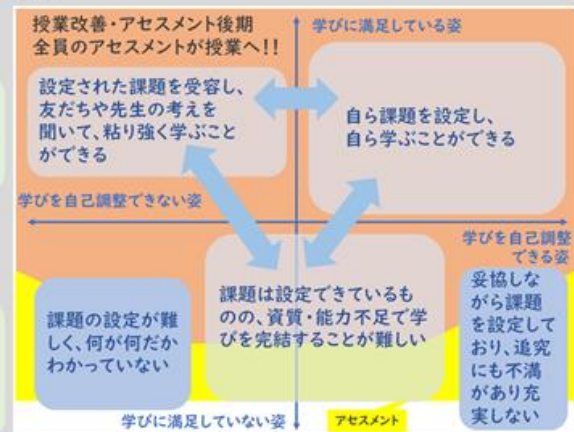 授業改善・アセスメント後期
全員のアセスメントが授業へ!!
学びに満足している姿
設定された課題を受容し、
友だちや先生の考えを
聞いて、粘り強く学ぶこと
ができる
自ら課題を設定し、
自ら学ぶことができる
学びを自己調整できない姿
学びを自己調整
できる姿
課題の設定が難
しく、何が何だか
わかっていない
課題は設定できているも
のの、資質・能力不足で学
びを完結することが難しい
妥協しな
がら課題
を設定して
おり、追究
にも不満
があり充
実しない
学びに満足していない姿
アセスメント